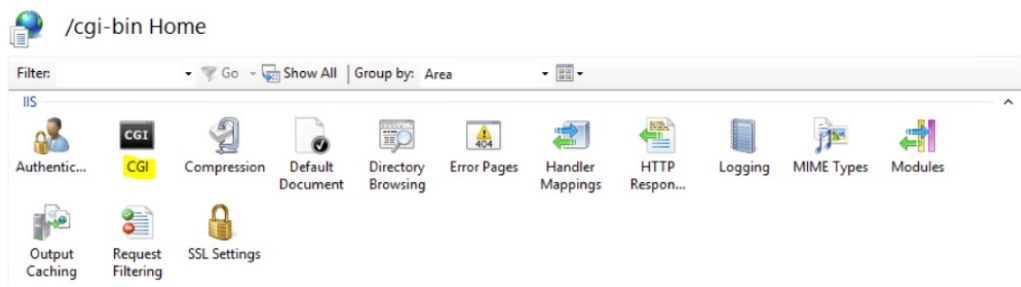 /cgi-bin Home
Filter: Go Show All Group by: Area
IIS
CGI 404
Authentic... CGI Compression Default Document Directory Browsing Error Pages Handler Mappings HTTP Respon... Logging MIME Types Modules
Output Caching Request Filtering SSL Settings